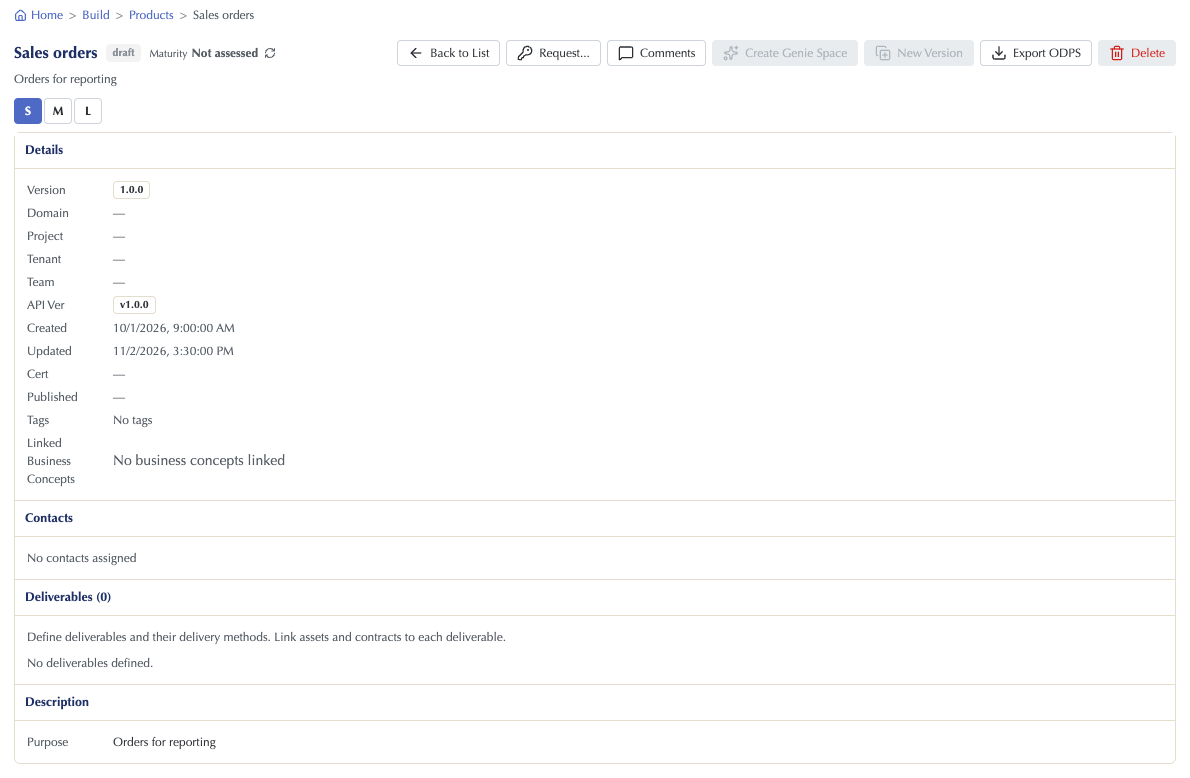 Home > Build > Products > Sales orders
Sales orders draft Maturity Not assessed Back to List Request... Comments Create Genie Space New Version Export ODPS Delete
Orders for reporting
S M L
Details
Version 1.0.0
Domain —
Project —
Tenant —
Team —
API Ver v1.0.0
Created 10/1/2026, 9:00:00 AM
Updated 11/2/2026, 3:30:00 PM
Cert —
Published —
Tags No tags
Linked
Business No business concepts linked
Concepts
Contacts
No contacts assigned
Deliverables (0)
Define deliverables and their delivery methods. Link assets and contracts to each deliverable.
No deliverables defined.
Description
Purpose Orders for reporting